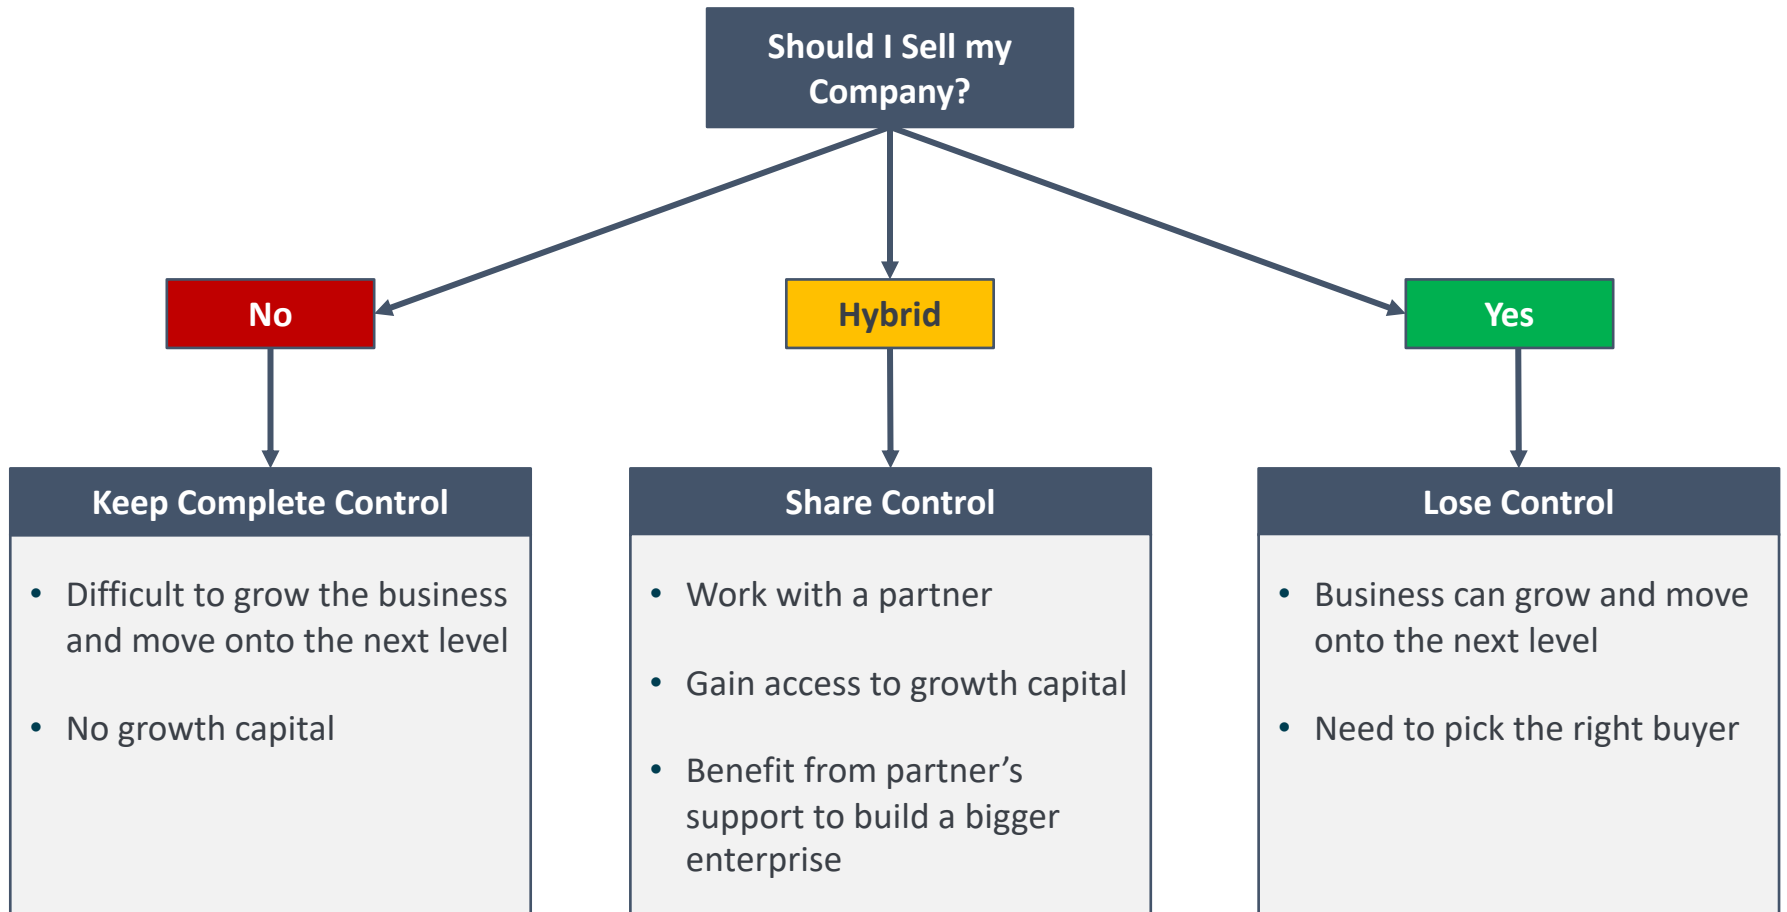 Should I Sell my
Company?
No
Hybrid
Yes
Keep Complete Control
• Difficult to grow the business
and move onto the next level
• No growth capital
Share Control
• Work with a partner
• Gain access to growth capital
• Benefit from partner’s
support to build a bigger
enterprise
Lose Control
• Business can grow and move
onto the next level
• Need to pick the right buyer